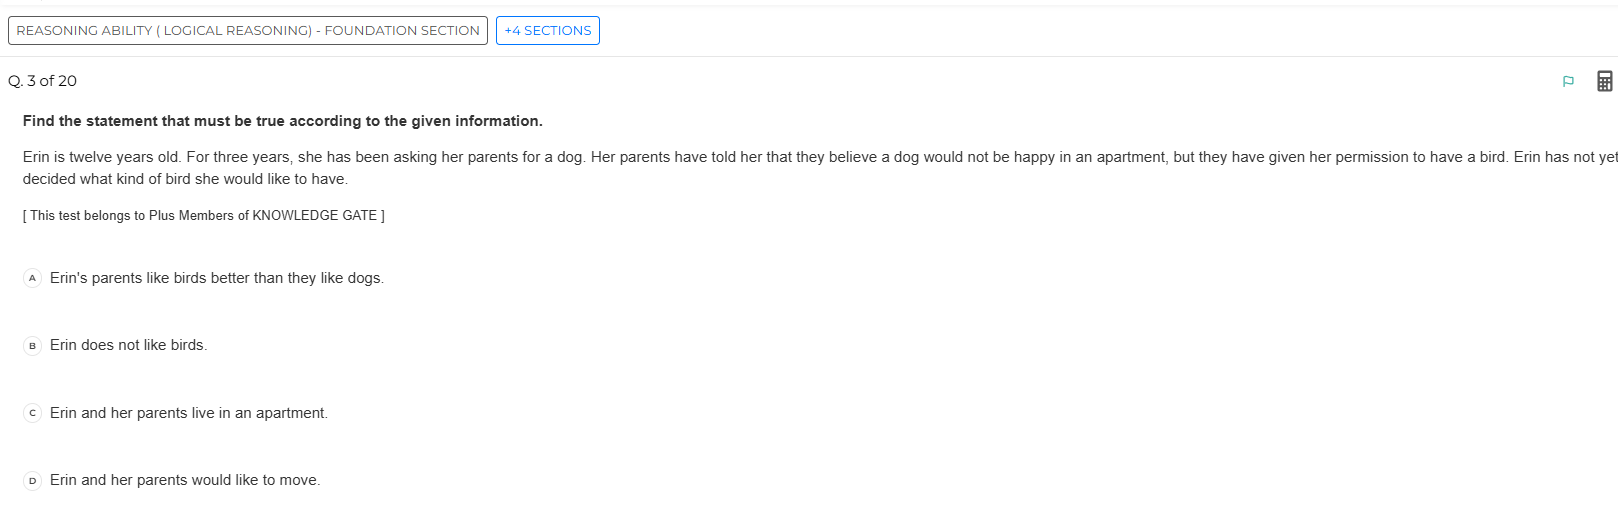 REASONING ABILITY ( LOGICAL REASONING) - FOUNDATION SECTION +4 SECTIONS
Q. 3 of 20
Find the statement that must be true according to the given information.
Erin is twelve years old. For three years, she has been asking her parents for a dog. Her parents have told her that they believe a dog would not be happy in an apartment, but they have given her permission to have a bird. Erin has not yet
decided what kind of bird she would like to have.
[ This test belongs to Plus Members of KNOWLEDGE GATE ]
A Erin's parents like birds better than they like dogs.
B Erin does not like birds.
C Erin and her parents live in an apartment.
D Erin and her parents would like to move.